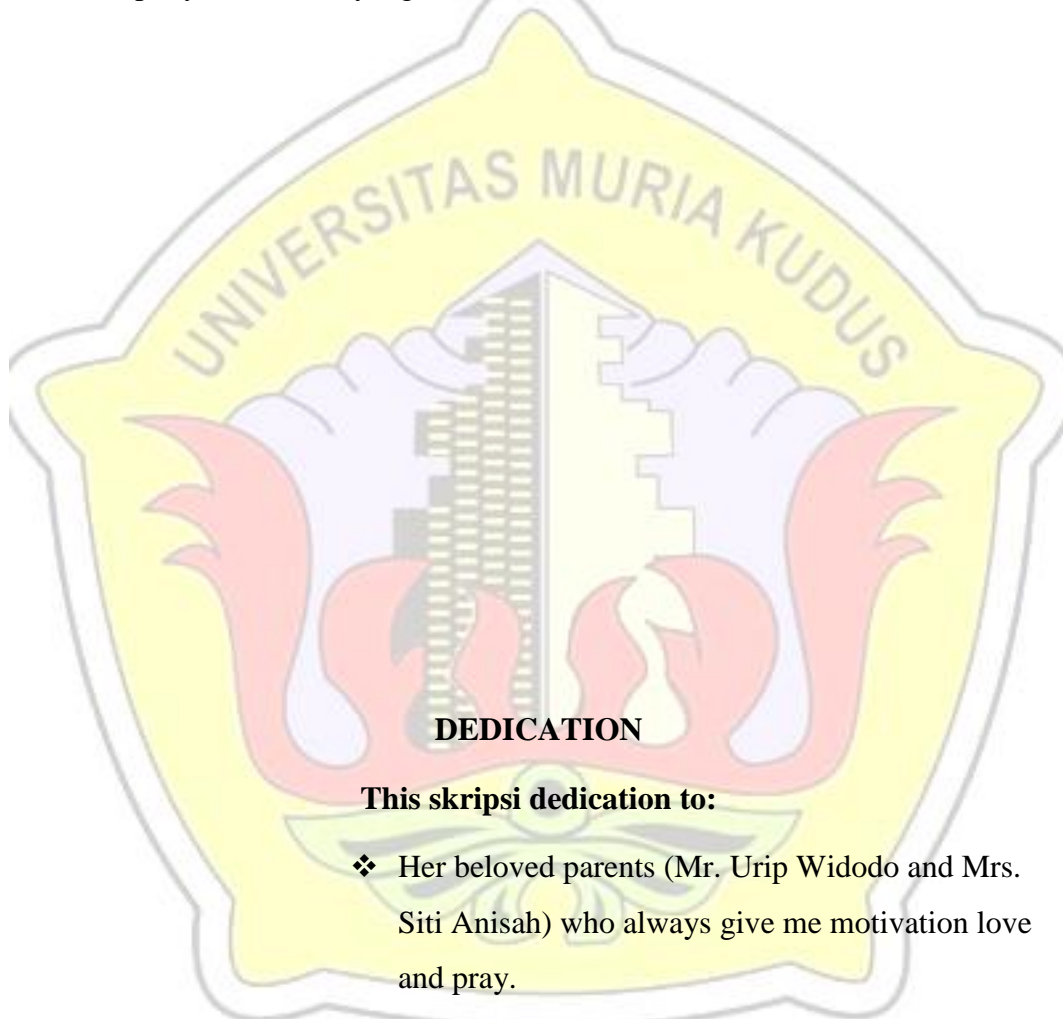 UNIVERSITAS MURIA KUDUS
DEDICATION
This skripsi dedication to:
❖ Her beloved parents (Mr. Urip Widodo and Mrs.
Siti Anisah) who always give me motivation love
and pray.